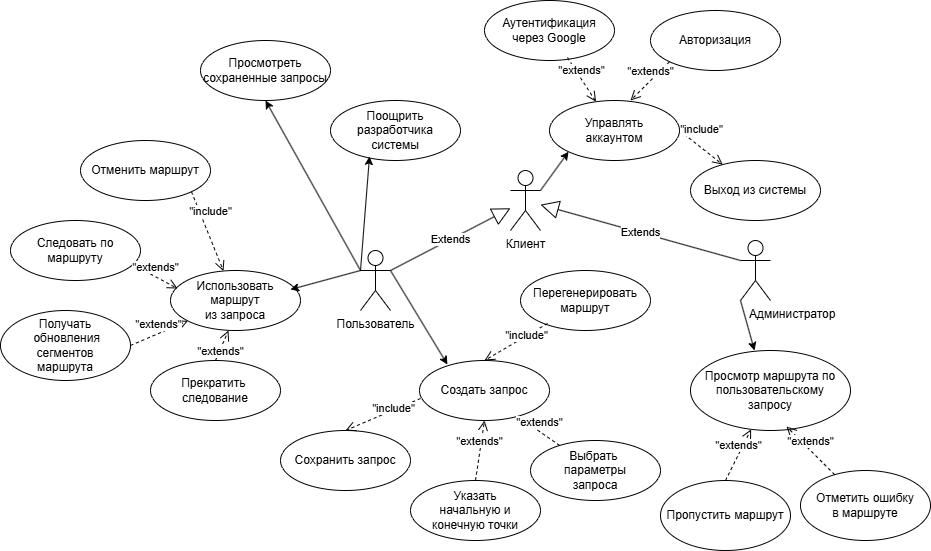 Аутентификация
через Google
Авторизация
Просмотреть
сохраненные запросы
"extends"
"extends"
Поощрить
разработчика
системы
Управлять
аккаунтом
"include"
Отменить маршрут
Выход из системы
"include"
Клиент
Следовать по
маршруту
Extends
Extends
"extends"
Использовать
маршрут
из запроса
Пользователь
Перегенерировать
маршрут
Администратор
Получать
обновления
сегментов
маршрута
"extends"
"extends"
"include"
Прекратить
следование
Создать запрос
Просмотр маршрута по
пользовательскому
запросу
"include"
"extends"
"extends"
"extends"
"extends"
Сохранить запрос
Выбрать
параметры
запроса
Указать
начальную и
конечную точки
Пропустить маршрут
Отметить ошибку
в маршруте